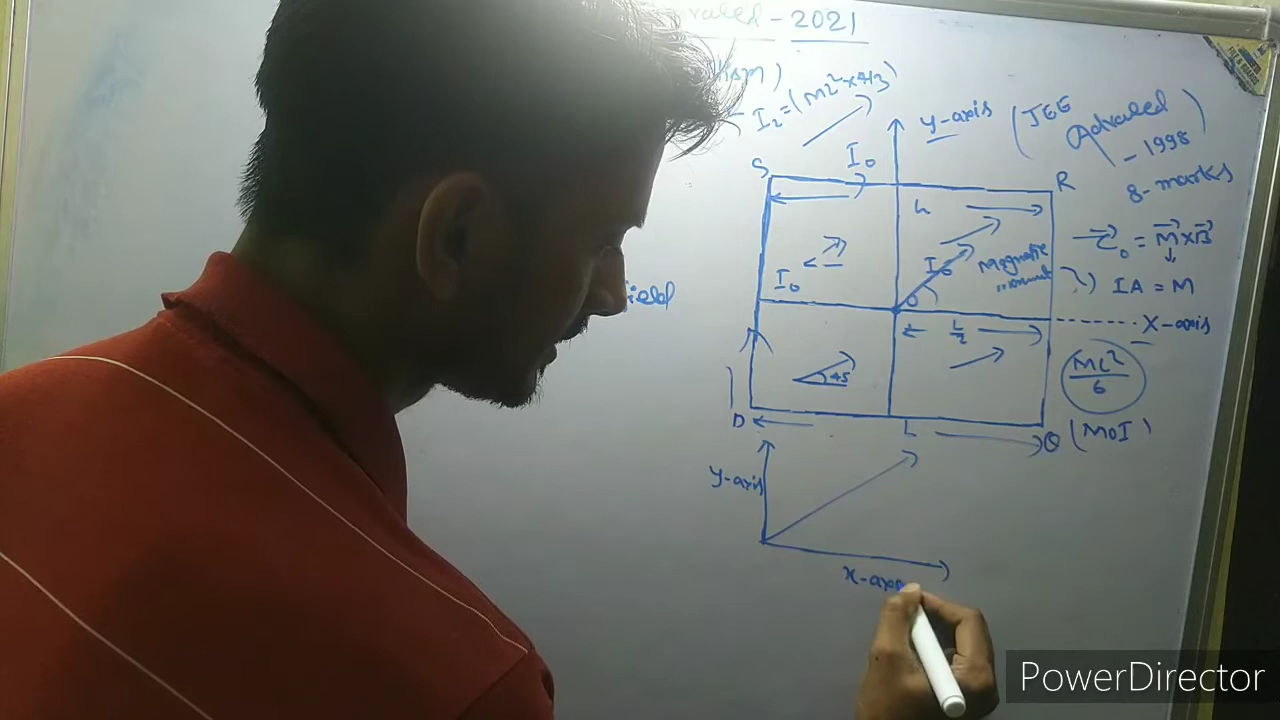 - 2021
I₂ = (ML² × 4/3)
y-axis
(JEE
- 1998
8-marks
S
I₀
R
L
τ₀ = M × B
I₀
I₀
Magnetic
IA = M
ield
O
L/2
X-axis
45
ML²/6
(MOI)
D
L
Q
y-axis
x-axis
PowerDirector